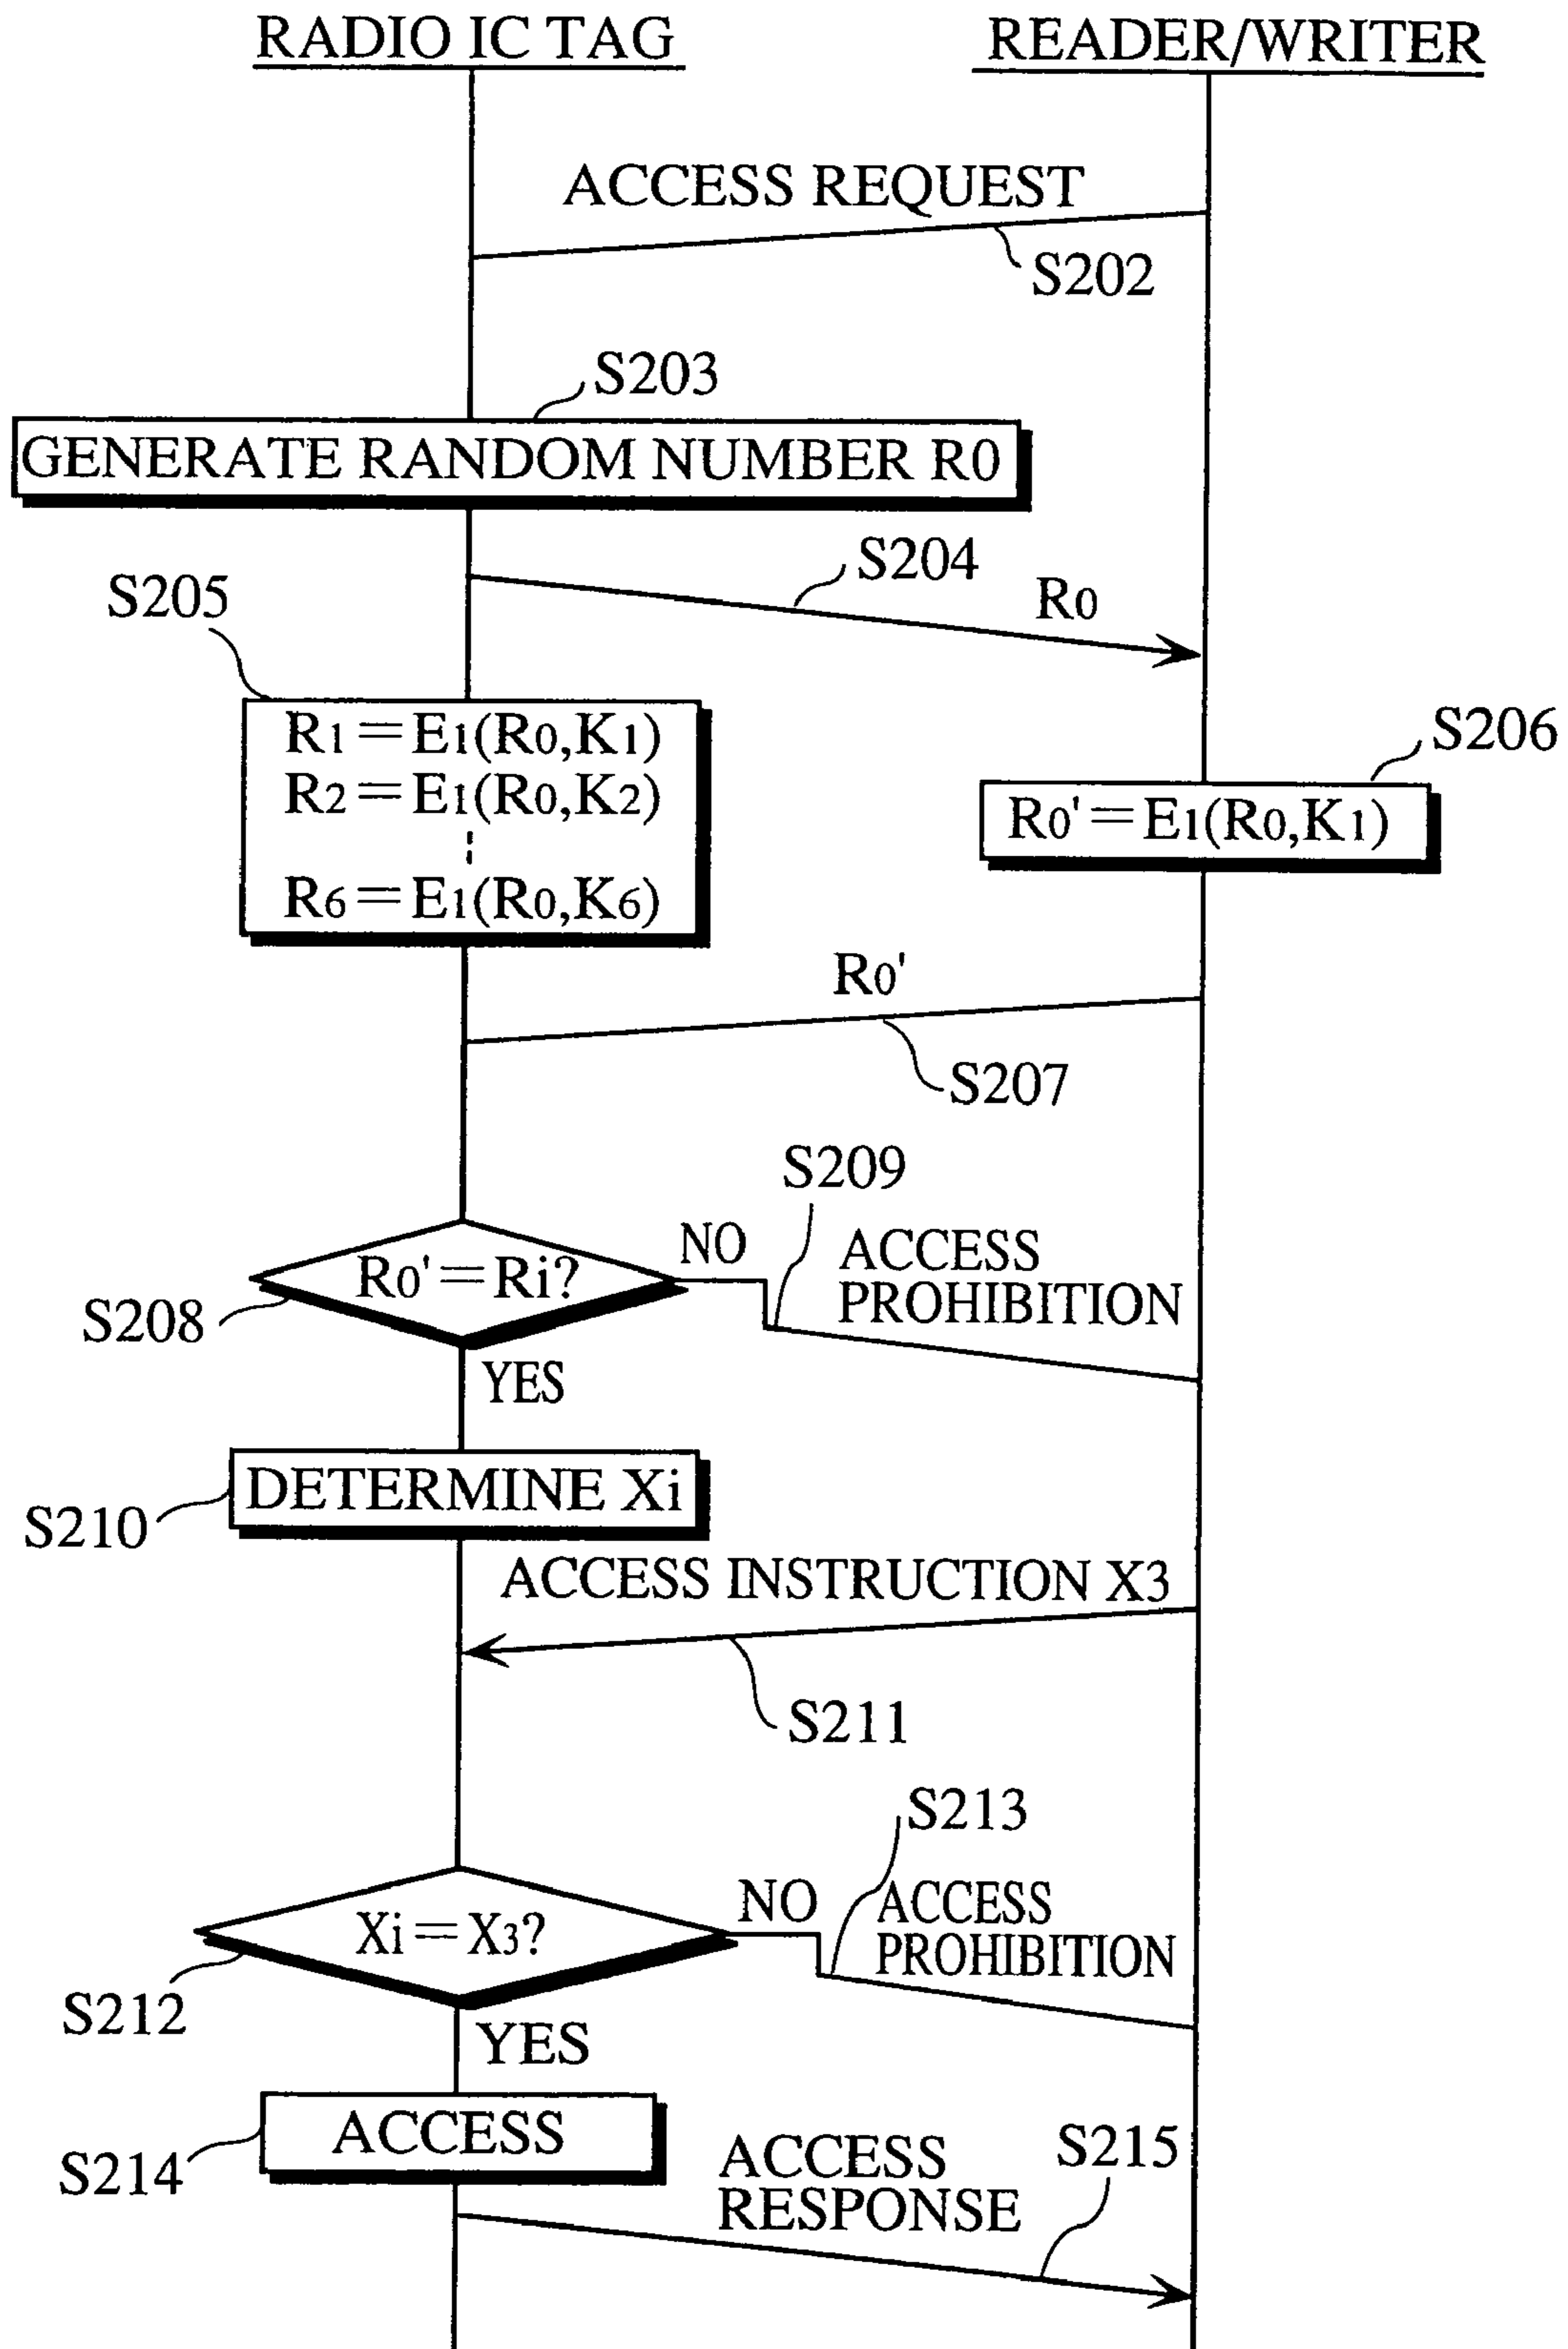 RADIO IC TAG
READER/WRITER
ACCESS REQUEST
S202
S203
GENERATE RANDOM NUMBER R0
S204
R0
S205
R1=E1(R0,K1)
R2=E1(R0,K2)
R6=E1(R0,K6)
S206
R0'=E1(R0,K1)
R0'
S207
S209
NO
ACCESS
PROHIBITION
R0'=Ri?
S208
YES
DETERMINE Xi
S210
ACCESS INSTRUCTION X3
S211
S213
NO
ACCESS
PROHIBITION
Xi=X3?
S212
YES
ACCESS
S214
ACCESS
RESPONSE
S215